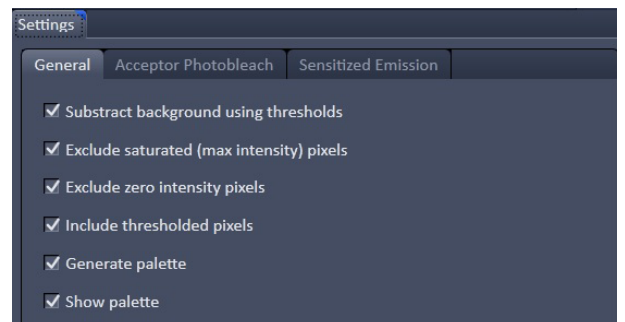 Settings
General Acceptor Photobleach Sensitized Emission
Substract background using thresholds
Exclude saturated (max intensity) pixels
Exclude zero intensity pixels
Include thresholded pixels
Generate palette
Show palette